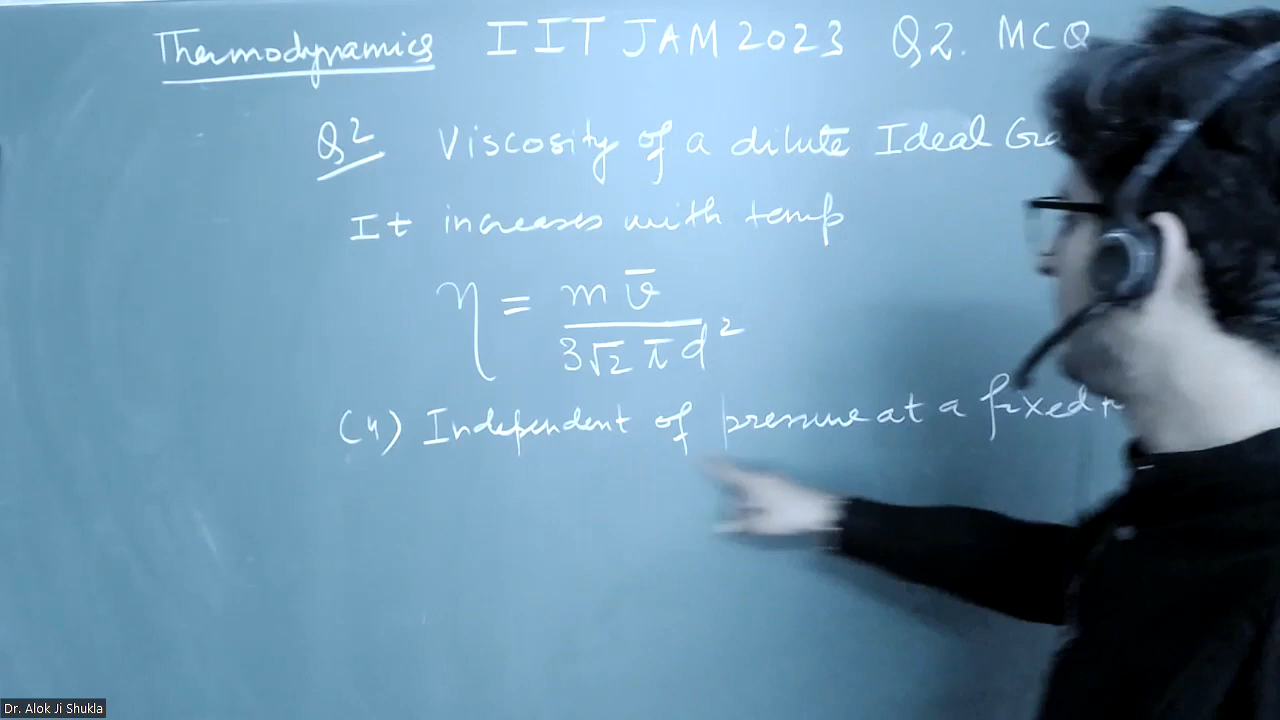 Thermodynamics IIT JAM 2023 Q2. MCQ
Q2 Viscosity of a dilute Ideal
It increases with temp
η = m v̄ / 3√2 π d²
(4) Independent of pressure at a fixed
Dr. Alok Ji Shukla